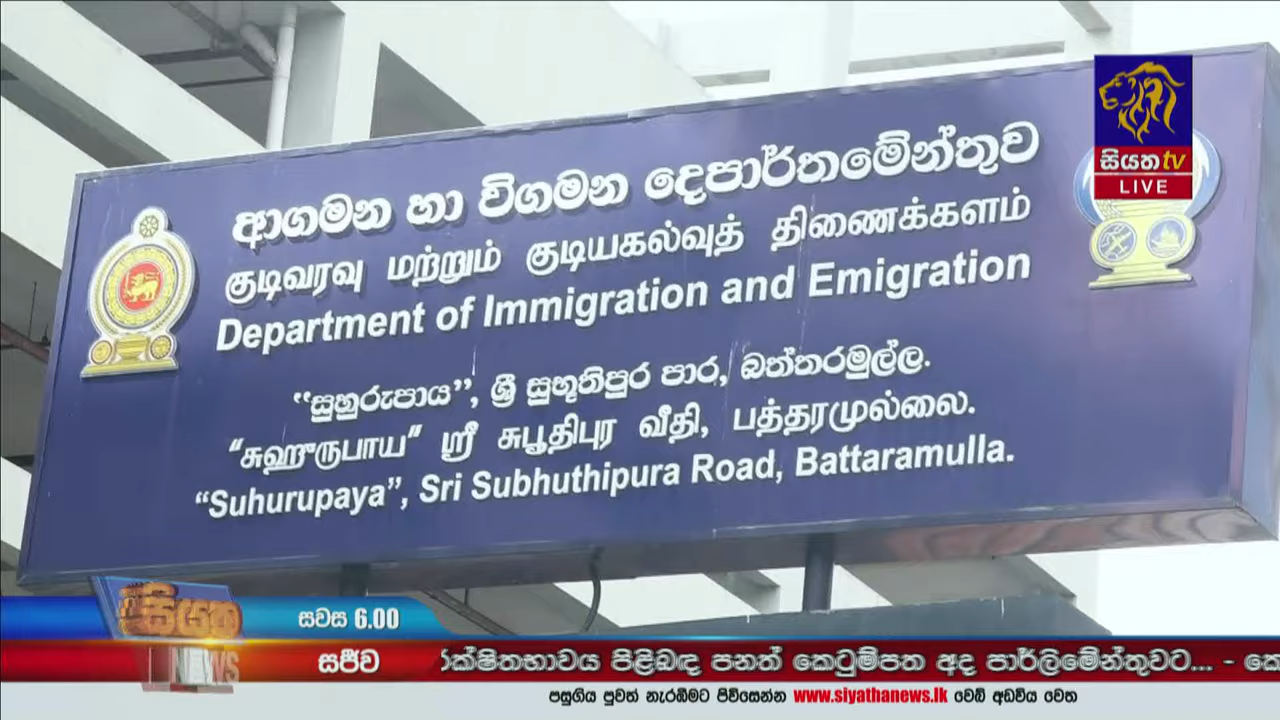 සියත tv
LIVE
ආගමන හා විගමන දෙපාර්තමේන්තුව
குடிவரவு மற்றும் குடியகல்வுத் திணைக்களம்
Department of Immigration and Emigration
“සුහුරුපාය”, ශ්‍රී සුභූතිපුර පාර, බත්තරමුල්ල.
“சுஹுருபாய” ஸ்ரீ சுபூதிபுர வீதி, பத்தரமுல்லை.
“Suhurupaya”, Sri Subhuthipura Road, Battaramulla.
සියත සවස 6.00
NEWS සජීව ර්ක්ෂිතභාවය පිළිබඳ පනත් කෙටුම්පත අද පාර්ලිමේන්තුවට... - කෙ
පසුගිය පුවත් නැරඹීමට පිවිසෙන්න www.siyathanews.lk වෙබ් අඩවිය වෙත